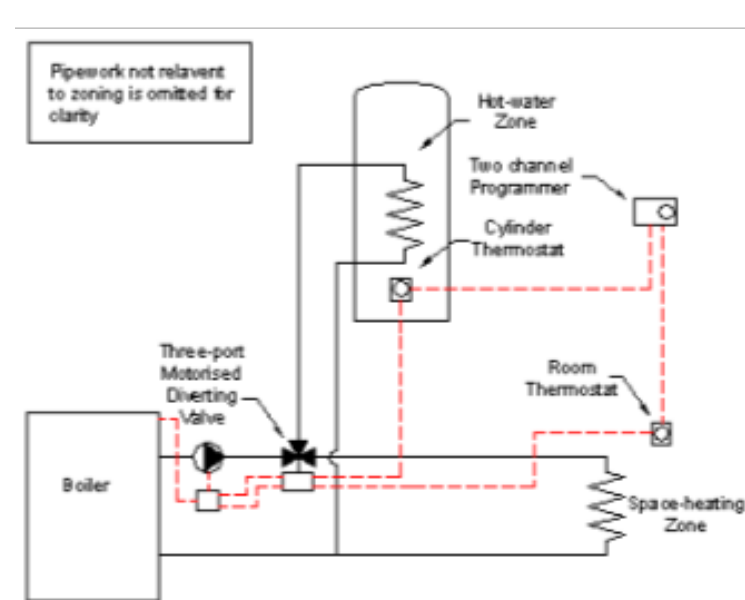 Pipework not relavent
to zoning is omitted for
clarity
Hot-water
Zone
Two channel
Programmer
Cylinder
Thermostat
Three-port
Motorised
Diverting
Valve
Room
Thermostat
Boiler
Space-heating
Zone